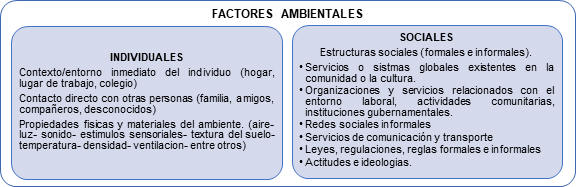 FACTORES AMBIENTALES
INDIVIDUALES
Contexto/entorno inmediato del individuo (hogar,
lugar de trabajo, colegio)
Contacto directo con otras personas (familia, amigos,
compañeros, desconocidos)
Propiedades fisicas y materiales del ambiente. (aire-
luz- sonido- estimulos sensoriales- textura del suelo-
temperatura- densidad- ventilacion- entre otros)
SOCIALES
Estructuras sociales (formales e informales).
• Servicios o sistmas globales existentes en la
comunidad o la cultura.
• Organizaciones y servicios relacionados con el
entorno laboral, actividades comunitarias,
instituciones gubernamentales.
• Redes sociales informales
• Servicios de comunicación y transporte
• Leyes, regulaciones, reglas formales e informales
• Actitudes e ideologias.